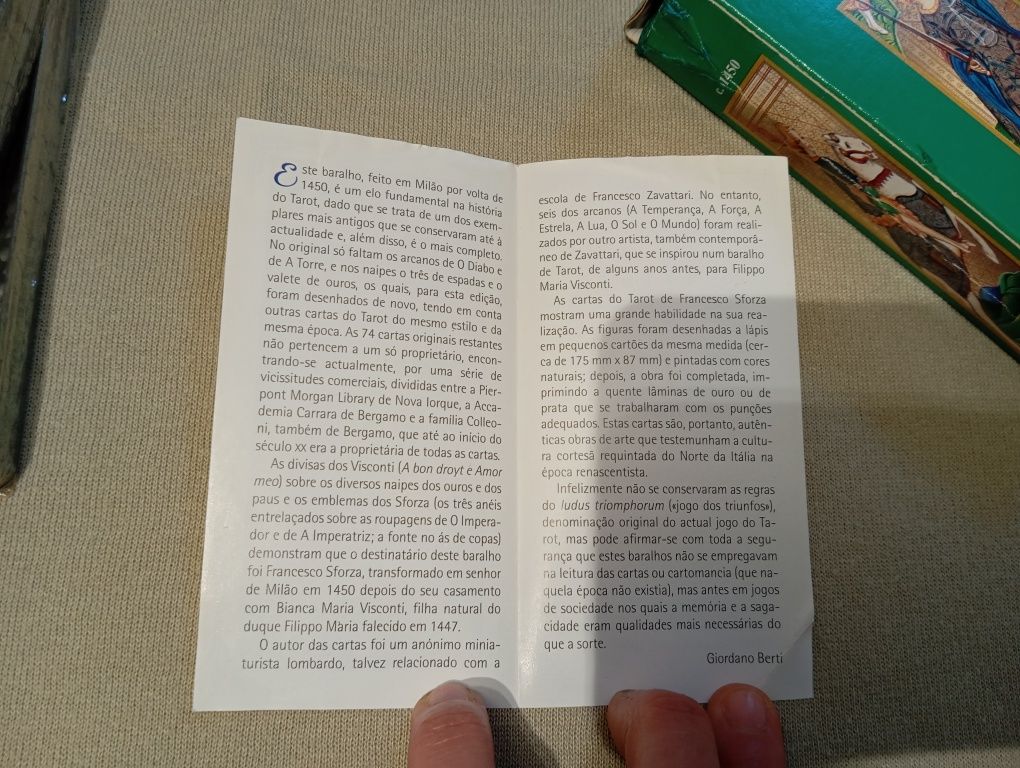 Este baralho, feito em Milão por volta de
1450, é um elo fundamental na história
do Tarot, dado que se trata de um dos exem-
plares mais antigos que se conservaram até à
actualidade e, além disso, é o mais completo.
No original só faltam os arcanos de O Diabo e
de A Torre, e nos naipes o três de espadas e o
valete de ouros, os quais, para esta edição,
foram desenhados de novo, tendo em conta
outras cartas do Tarot do mesmo estilo e da
mesma época. As 74 cartas originais restantes
não pertencem a um só proprietário, encon-
trando-se actualmente, por uma série de
vicissitudes comerciais, divididas entre a Pier-
pont Morgan Library de Nova Iorque, a Acca-
demia Carrara de Bergamo e a família Colleo-
ni, também de Bergamo, que até ao início do
século xx era a proprietária de todas as cartas.
As divisas dos Visconti (A bon droyt e Amor
meo) sobre os diversos naipes dos ouros e dos
paus e os emblemas dos Sforza (os três anéis
entrelaçados sobre as roupagens de O Impera-
dor e de A Imperatriz; a fonte no ás de copas)
demonstram que o destinatário deste baralho
foi Francesco Sforza, transformado em senhor
de Milão em 1450 depois do seu casamento
com Bianca Maria Visconti, filha natural do
duque Filippo Maria falecido em 1447.
O autor das cartas foi um anónimo minia-
turista lombardo, talvez relacionado com a
escola de Francesco Zavattari. No entanto,
seis dos arcanos (A Temperança, A Força, A
Estrela, A Lua, O Sol e O Mundo) foram reali-
zados por outro artista, também contemporâ-
neo de Zavattari, que se inspirou num baralho
de Tarot, de alguns anos antes, para Filippo
Maria Visconti.
As cartas do Tarot de Francesco Sforza
mostram uma grande habilidade na sua rea-
lização. As figuras foram desenhadas a lápis
em pequenos cartões da mesma medida (cer-
ca de 175 mm x 87 mm) e pintadas com cores
naturais; depois, a obra foi completada, im-
primindo a quente lâminas de ouro ou de
prata que se trabalharam com os punções
adequados. Estas cartas são, portanto, autên-
ticas obras de arte que testemunham a cultu-
ra cortesã requintada do Norte da Itália na
época renascentista.
Infelizmente não se conservaram as regras
do ludus triomphorum («jogo dos triunfos»),
denominação original do actual jogo do Ta-
rot, mas pode afirmar-se com toda a segu-
rança que estes baralhos não se empregavam
na leitura das cartas ou cartomancia (que na-
quela época não existia), mas antes em jogos
de sociedade nos quais a memória e a saga-
cidade eram qualidades mais necessárias do
que a sorte.
Giordano Berti
c. 1450